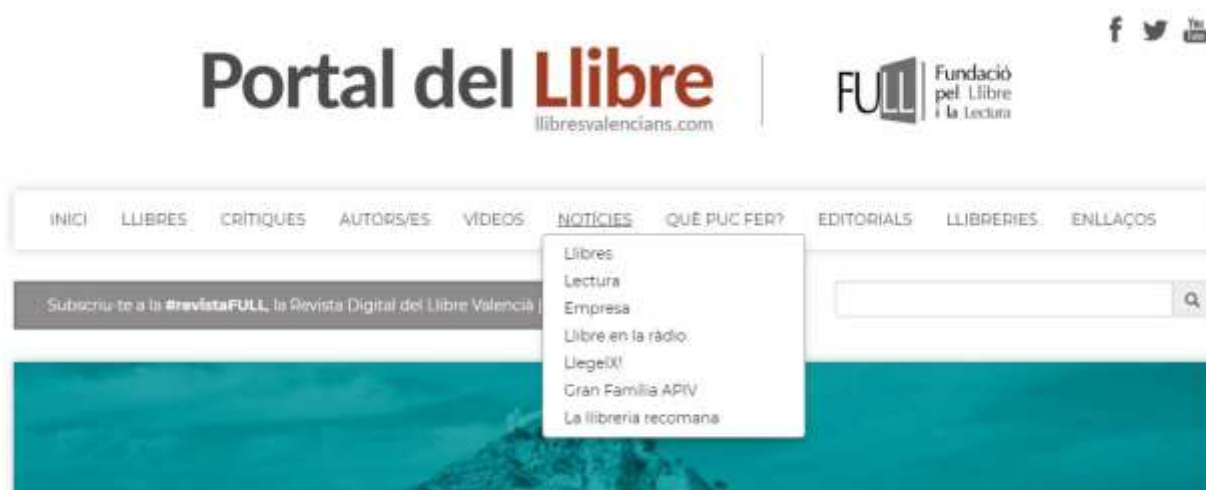 Portal del Llibre
llibresvalencians.com
FULL
Fundació
pel Llibre
i la Lectura
You
INICI LLIBRES CRÍTIQUES AUTORS/ES VÍDEOS NOTÍCIES QUÈ PUC FER? EDITORIALS LLIBRERIES ENLLAÇOS
Llibres
Lectura
Empresa
Llibre en la ràdio
LlegeIX!
Gran Família APIV
La llibreria recomana
Subscriu-te a la #revistaFULL, la Revista Digital del Llibre Valencià |